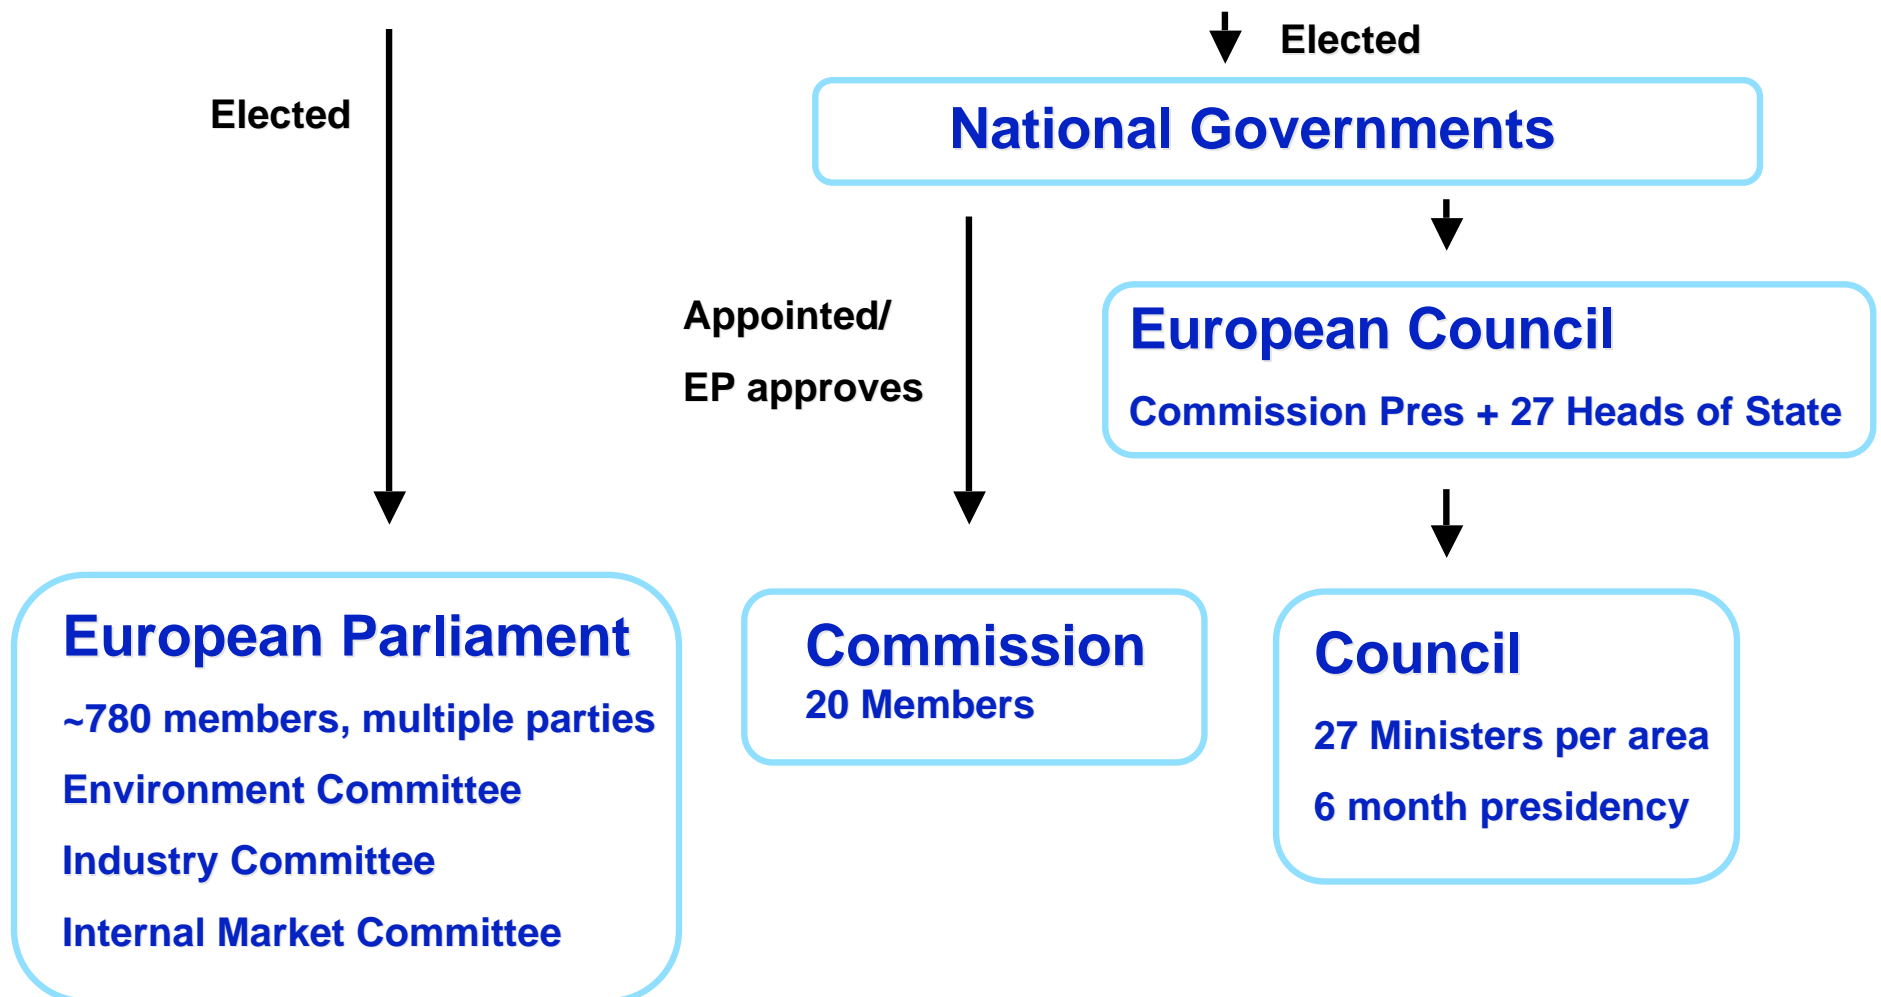 Elected
Elected
National Governments
Appointed/
EP approves
European Council
Commission Pres + 27 Heads of State
European Parliament
~780 members, multiple parties
Environment Committee
Industry Committee
Internal Market Committee
Commission
20 Members
Council
27 Ministers per area
6 month presidency